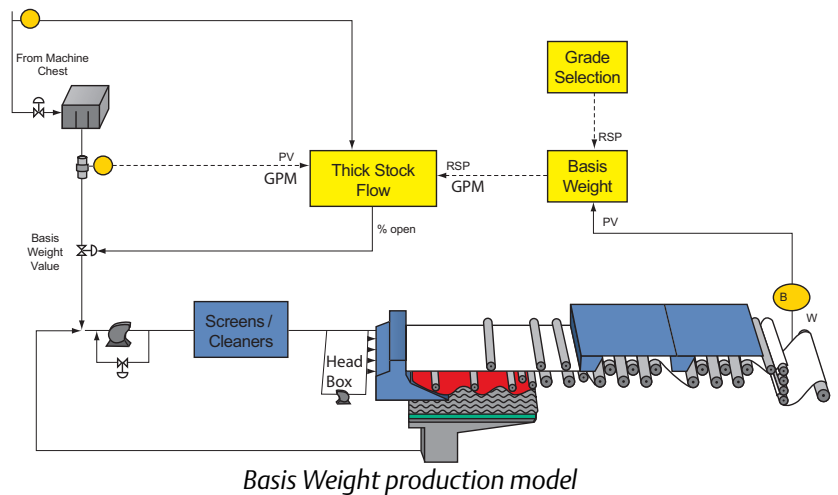 From Machine
Chest
Grade
Selection
RSP
PV
GPM
Thick Stock
Flow
RSP
GPM
Basis
Weight
% open
PV
Basis
Weight
Value
B
W
Screens /
Cleaners
Head
Box
Basis Weight production model